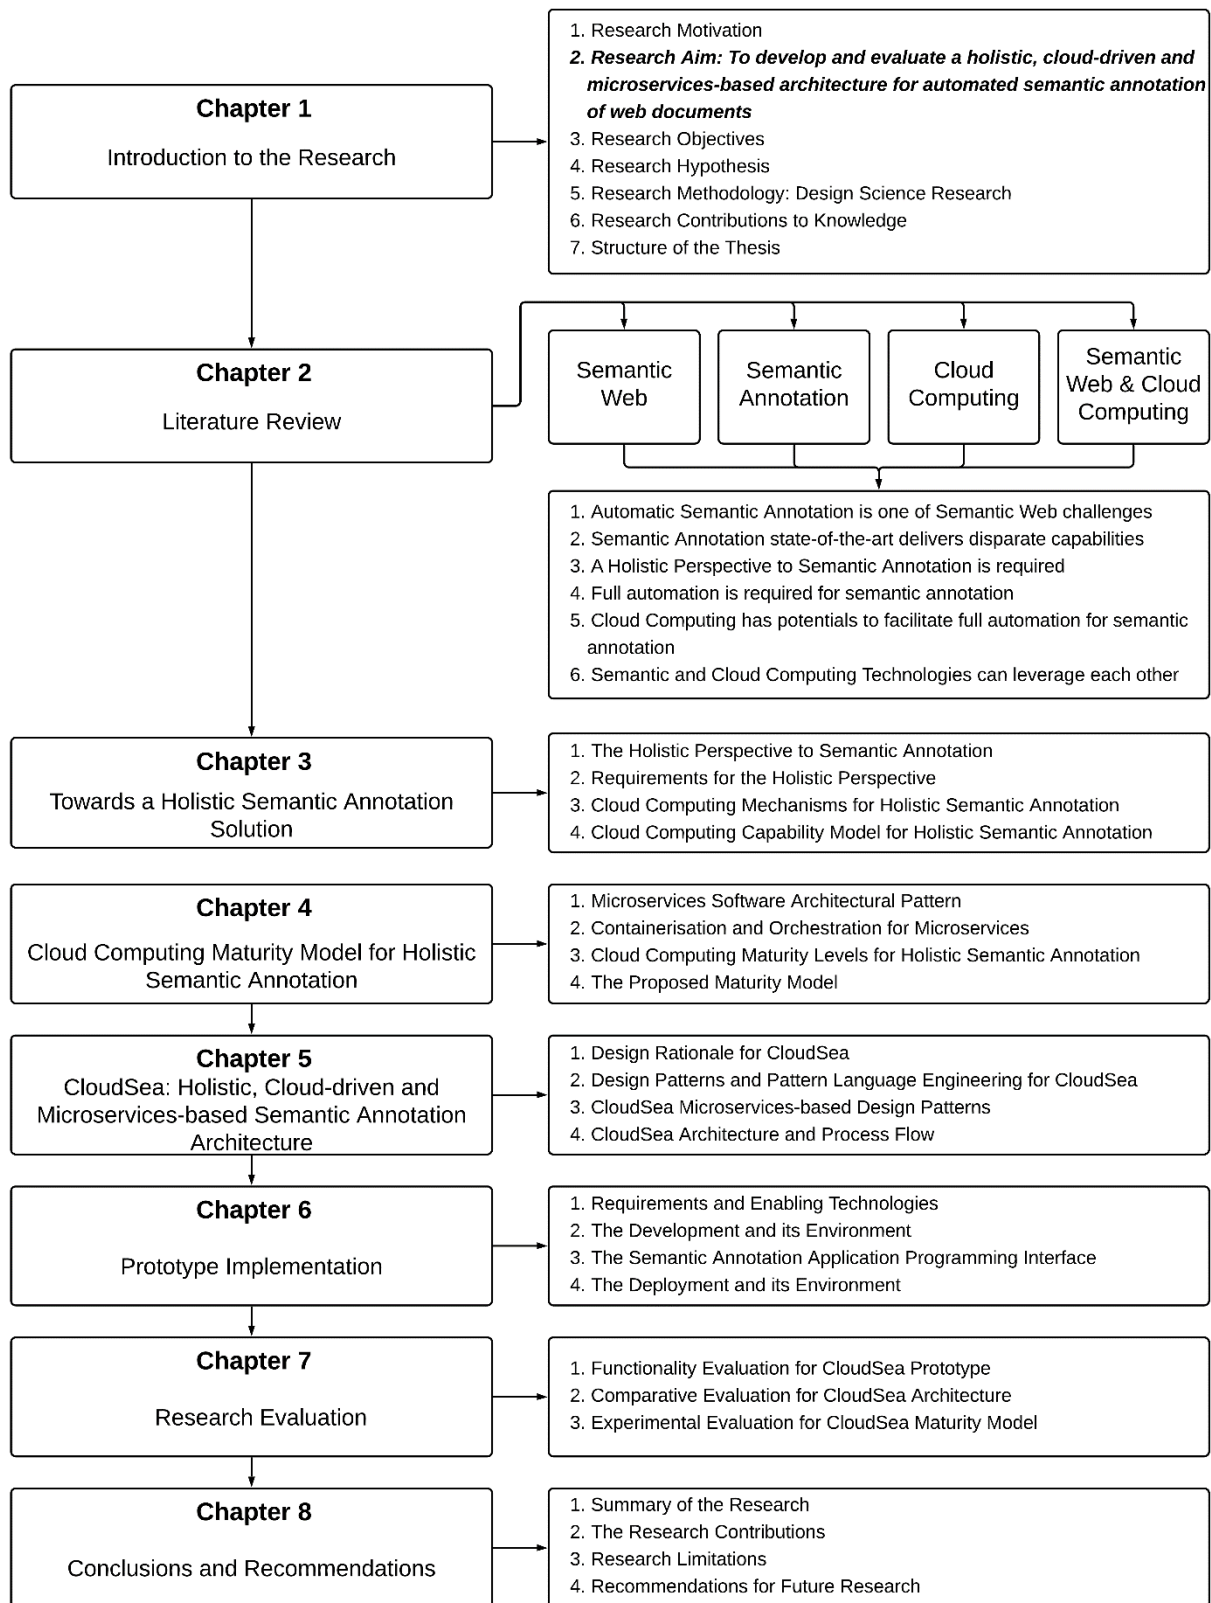 Chapter 1
Introduction to the Research
1. Research Motivation
2. Research Aim: To develop and evaluate a holistic, cloud-driven and
microservices-based architecture for automated semantic annotation
of web documents
3. Research Objectives
4. Research Hypothesis
5. Research Methodology: Design Science Research
6. Research Contributions to Knowledge
7. Structure of the Thesis
Chapter 2
Literature Review
Semantic
Web
Semantic
Annotation
Cloud
Computing
Semantic
Web & Cloud
Computing
1. Automatic Semantic Annotation is one of Semantic Web challenges
2. Semantic Annotation state-of-the-art delivers disparate capabilities
3. A Holistic Perspective to Semantic Annotation is required
4. Full automation is required for semantic annotation
5. Cloud Computing has potentials to facilitate full automation for semantic
annotation
6. Semantic and Cloud Computing Technologies can leverage each other
Chapter 3
Towards a Holistic Semantic Annotation
Solution
1. The Holistic Perspective to Semantic Annotation
2. Requirements for the Holistic Perspective
3. Cloud Computing Mechanisms for Holistic Semantic Annotation
4. Cloud Computing Capability Model for Holistic Semantic Annotation
Chapter 4
Cloud Computing Maturity Model for Holistic
Semantic Annotation
1. Microservices Software Architectural Pattern
2. Containerisation and Orchestration for Microservices
3. Cloud Computing Maturity Levels for Holistic Semantic Annotation
4. The Proposed Maturity Model
Chapter 5
CloudSea: Holistic, Cloud-driven and
Microservices-based Semantic Annotation
Architecture
1. Design Rationale for CloudSea
2. Design Patterns and Pattern Language Engineering for CloudSea
3. CloudSea Microservices-based Design Patterns
4. CloudSea Architecture and Process Flow
Chapter 6
Prototype Implementation
1. Requirements and Enabling Technologies
2. The Development and its Environment
3. The Semantic Annotation Application Programming Interface
4. The Deployment and its Environment
Chapter 7
Research Evaluation
1. Functionality Evaluation for CloudSea Prototype
2. Comparative Evaluation for CloudSea Architecture
3. Experimental Evaluation for CloudSea Maturity Model
Chapter 8
Conclusions and Recommendations
1. Summary of the Research
2. The Research Contributions
3. Research Limitations
4. Recommendations for Future Research